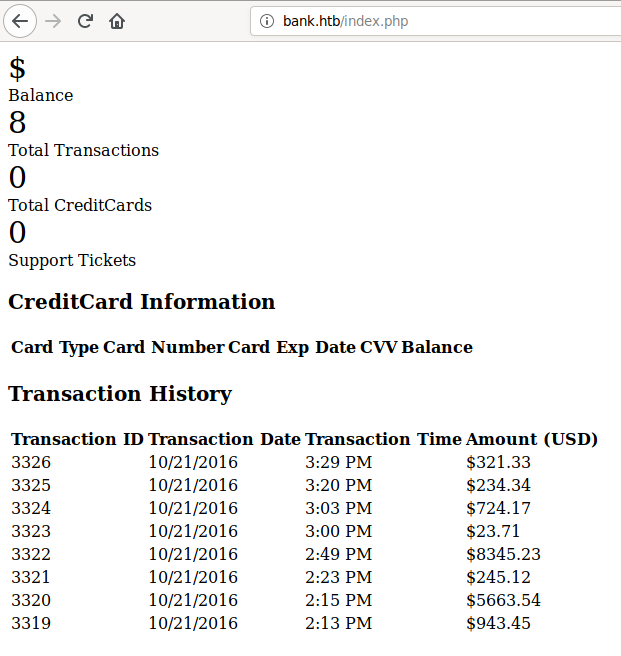 bank.htb/index.php
$
Balance
8
Total Transactions
0
Total CreditCards
0
Support Tickets
CreditCard Information
Card Type Card Number Card Exp Date CVV Balance
Transaction History
Transaction ID Transaction Date Transaction Time Amount (USD)
3326 10/21/2016 3:29 PM $321.33
3325 10/21/2016 3:20 PM $234.34
3324 10/21/2016 3:03 PM $724.17
3323 10/21/2016 3:00 PM $23.71
3322 10/21/2016 2:49 PM $8345.23
3321 10/21/2016 2:23 PM $245.12
3320 10/21/2016 2:15 PM $5663.54
3319 10/21/2016 2:13 PM $943.45